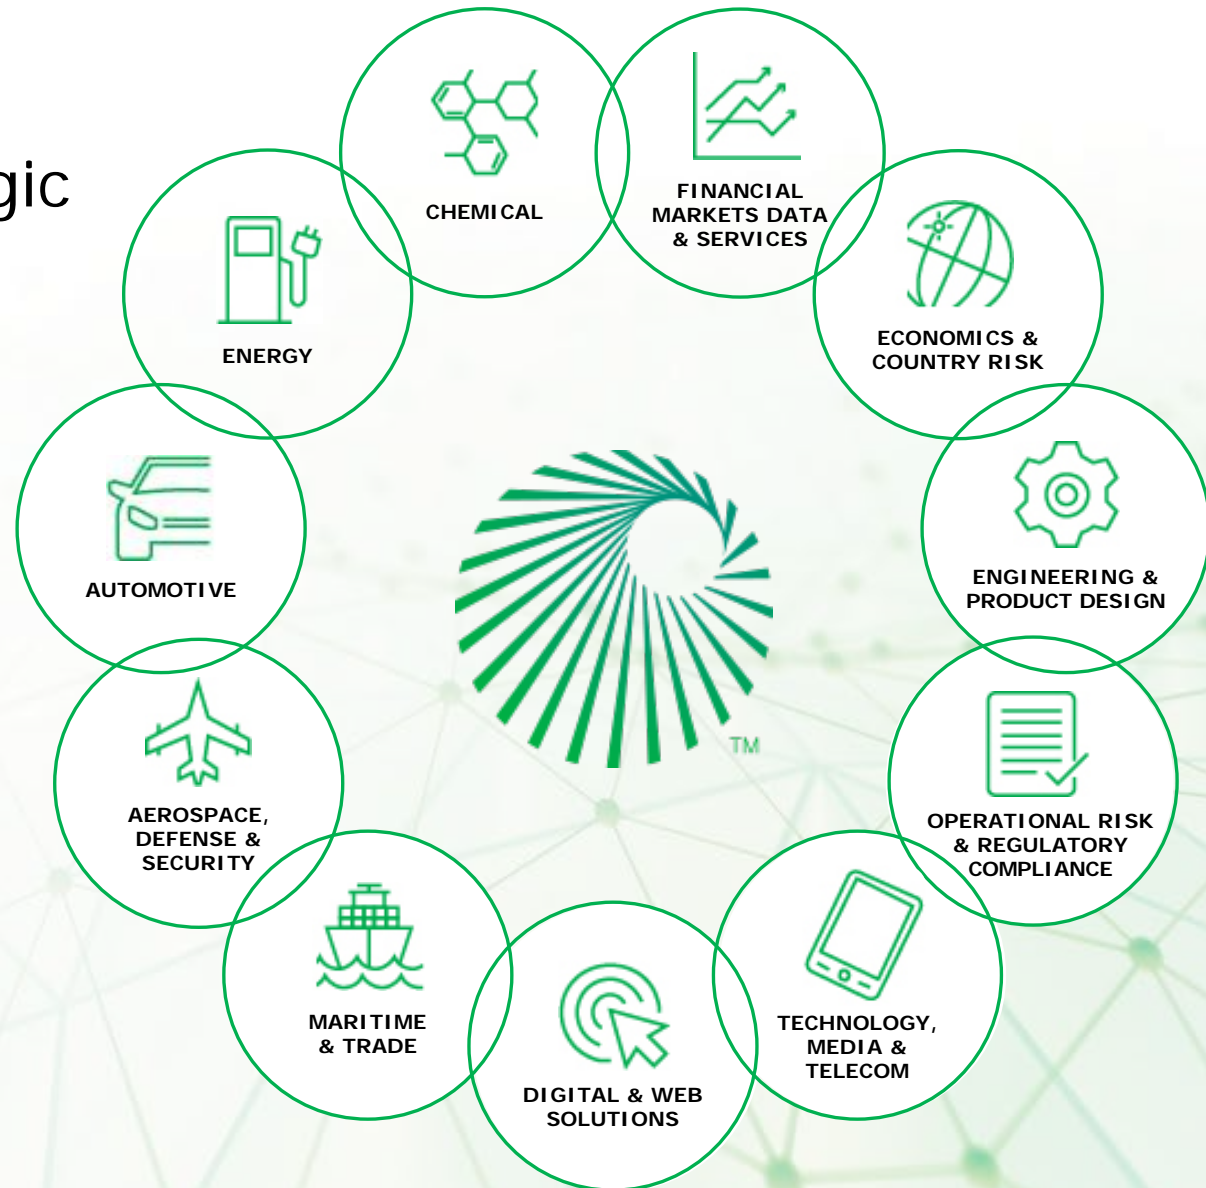 gic
CHEMICAL
FINANCIAL
MARKETS DATA
& SERVICES
ENERGY
ECONOMICS &
COUNTRY RISK
AUTOMOTIVE
ENGINEERING &
PRODUCT DESIGN
TM
AEROSPACE,
DEFENSE &
SECURITY
OPERATIONAL RISK
& REGULATORY
COMPLIANCE
MARITIME
& TRADE
TECHNOLOGY,
MEDIA &
TELECOM
DIGITAL & WEB
SOLUTIONS